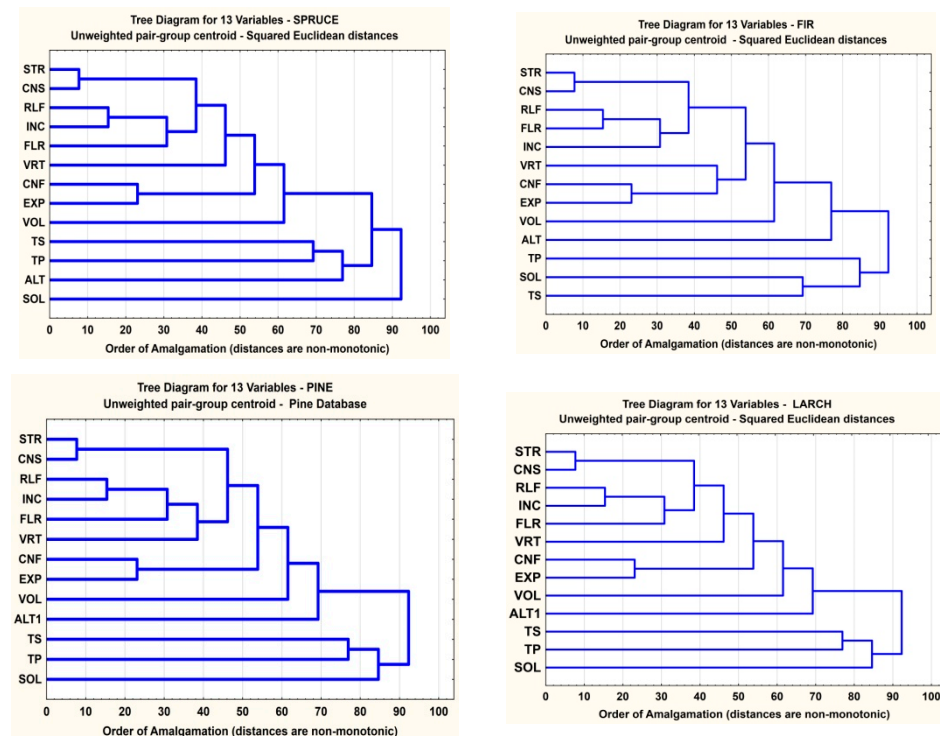 Tree Diagram for 13 Variables - SPRUCE
Unweighted pair-group centroid - Squared Euclidean distances
STR
CNS
RLF
INC
FLR
VRT
CNF
EXP
VOL
TS
TP
ALT
SOL
0 10 20 30 40 50 60 70 80 90 100
Order of Amalgamation (distances are non-monotonic)
Tree Diagram for 13 Variables - FIR
Unweighted pair-group centroid - Squared Euclidean distances
STR
CNS
RLF
FLR
INC
VRT
CNF
EXP
VOL
ALT
TP
SOL
TS
0 10 20 30 40 50 60 70 80 90 100
Order of Amalgamation (distances are non-monotonic)
Tree Diagram for 13 Variables - PINE
Unweighted pair-group centroid - Pine Database
STR
CNS
RLF
INC
FLR
VRT
CNF
EXP
VOL
ALT1
TS
TP
SOL
0 10 20 30 40 50 60 70 80 90 100
Order of Amalgamation (distances are non-monotonic)
Tree Diagram for 13 Variables - LARCH
Unweighted pair-group centroid - Squared Euclidean distances
STR
CNS
RLF
INC
FLR
VRT
CNF
EXP
VOL
ALT1
TS
TP
SOL
0 10 20 30 40 50 60 70 80 90 100
Order of Amalgamation (distances are non-monotonic)